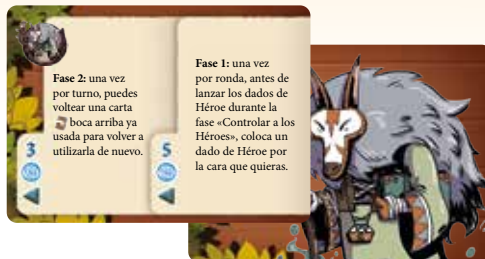 Fase 2: una vez
por turno, puedes
voltear una carta
boca arriba ya
usada para volver a
utilizarla de nuevo.
3
Fase 1: una vez
por ronda, antes de
lanzar los dados de
Héroe durante la
fase «Controlar a los
Héroes», coloca un
dado de Héroe por
la cara que quieras.
5